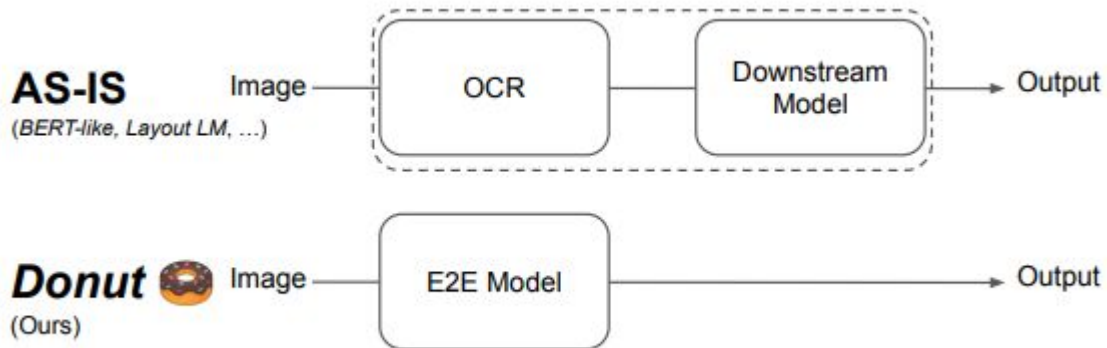 AS-IS
(BERT-like, Layout LM, …)
Image
OCR
Downstream
Model
Output
Donut
(Ours)
Image
E2E Model
Output